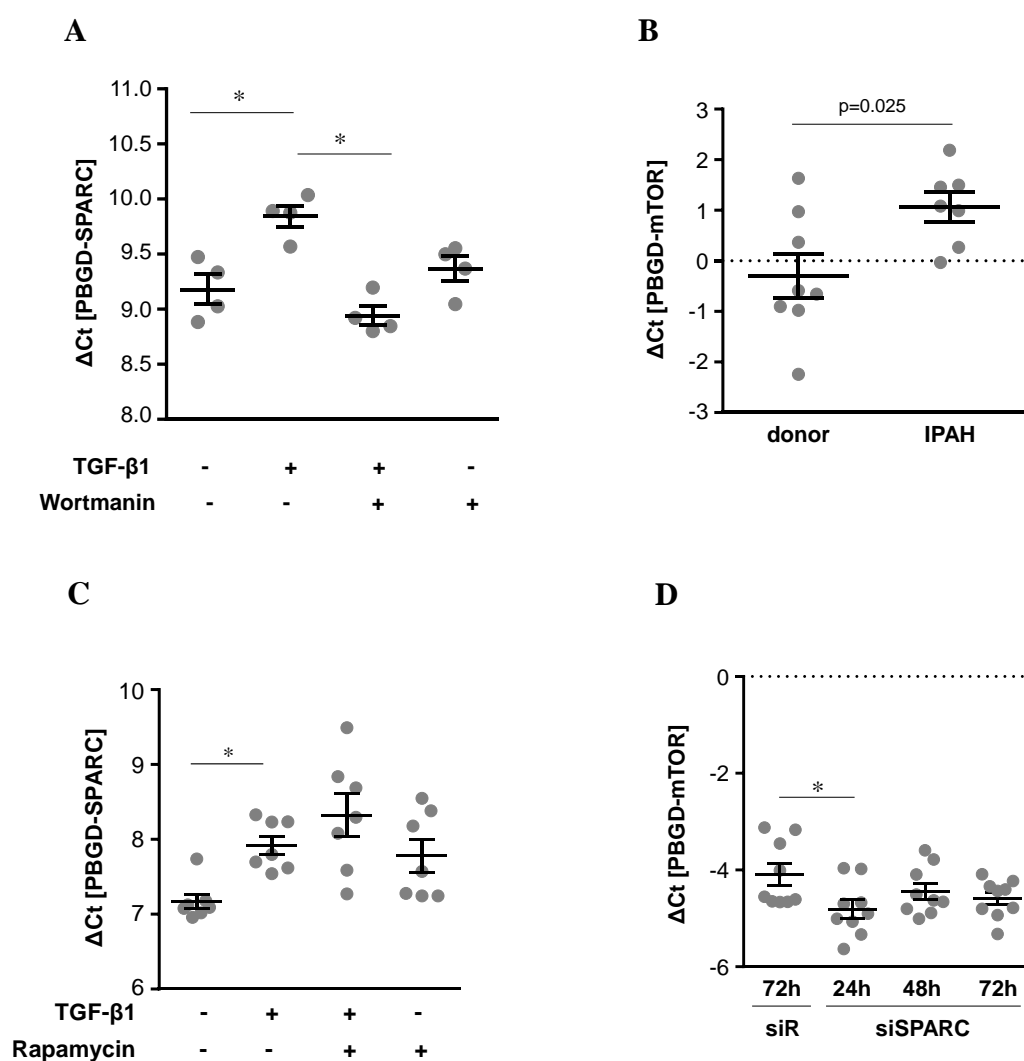 A
ΔCt [PBGD-SPARC]
11.0
10.5
10.0
9.5
9.0
8.5
8.0
*
*
TGF-β1 - + + -
Wortmanin - - + +
B
ΔCt [PBGD-mTOR]
3
2
1
0
-1
-2
-3
p=0.025
donor IPAH
C
ΔCt [PBGD-SPARC]
10
9
8
7
6
*
TGF-β1 - + + -
Rapamycin - - + +
D
ΔCt [PBGD-mTOR]
0
-2
-4
-6
*
72h 24h 48h 72h
siR siSPARC